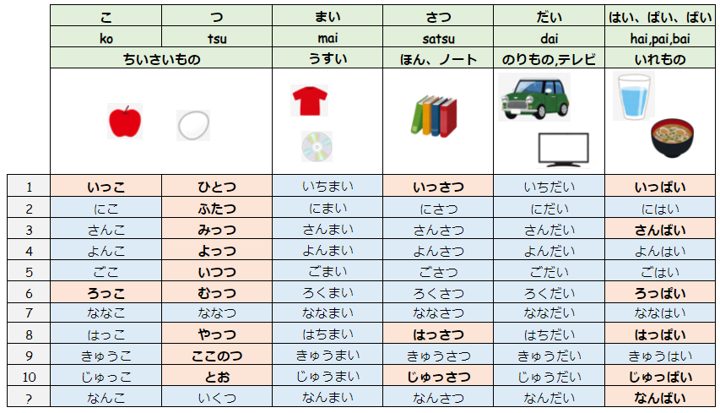 こ つ まい さつ だい はい、ぱい、ばい
ko tsu mai satsu dai hai,pai,bai
ちいさいもの うすい ほん、ノート のりもの,テレビ いれもの
1 いっこ ひとつ いちまい いっさつ いちだい いっぱい
2 にこ ふたつ にまい にさつ にだい にはい
3 さんこ みっつ さんまい さんさつ さんだい さんばい
4 よんこ よっつ よんまい よんさつ よんだい よんはい
5 ごこ いつつ ごまい ごさつ ごだい ごはい
6 ろっこ むっつ ろくまい ろくさつ ろくだい ろっぱい
7 ななこ ななつ ななまい ななさつ ななだい ななはい
8 はっこ やっつ はちまい はっさつ はちだい はっぱい
9 きゅうこ ここのつ きゅうまい きゅうさつ きゅうだい きゅうはい
10 じゅっこ とお じゅうまい じゅっさつ じゅうだい じゅっぱい
? なんこ いくつ なんまい なんさつ なんだい なんばい